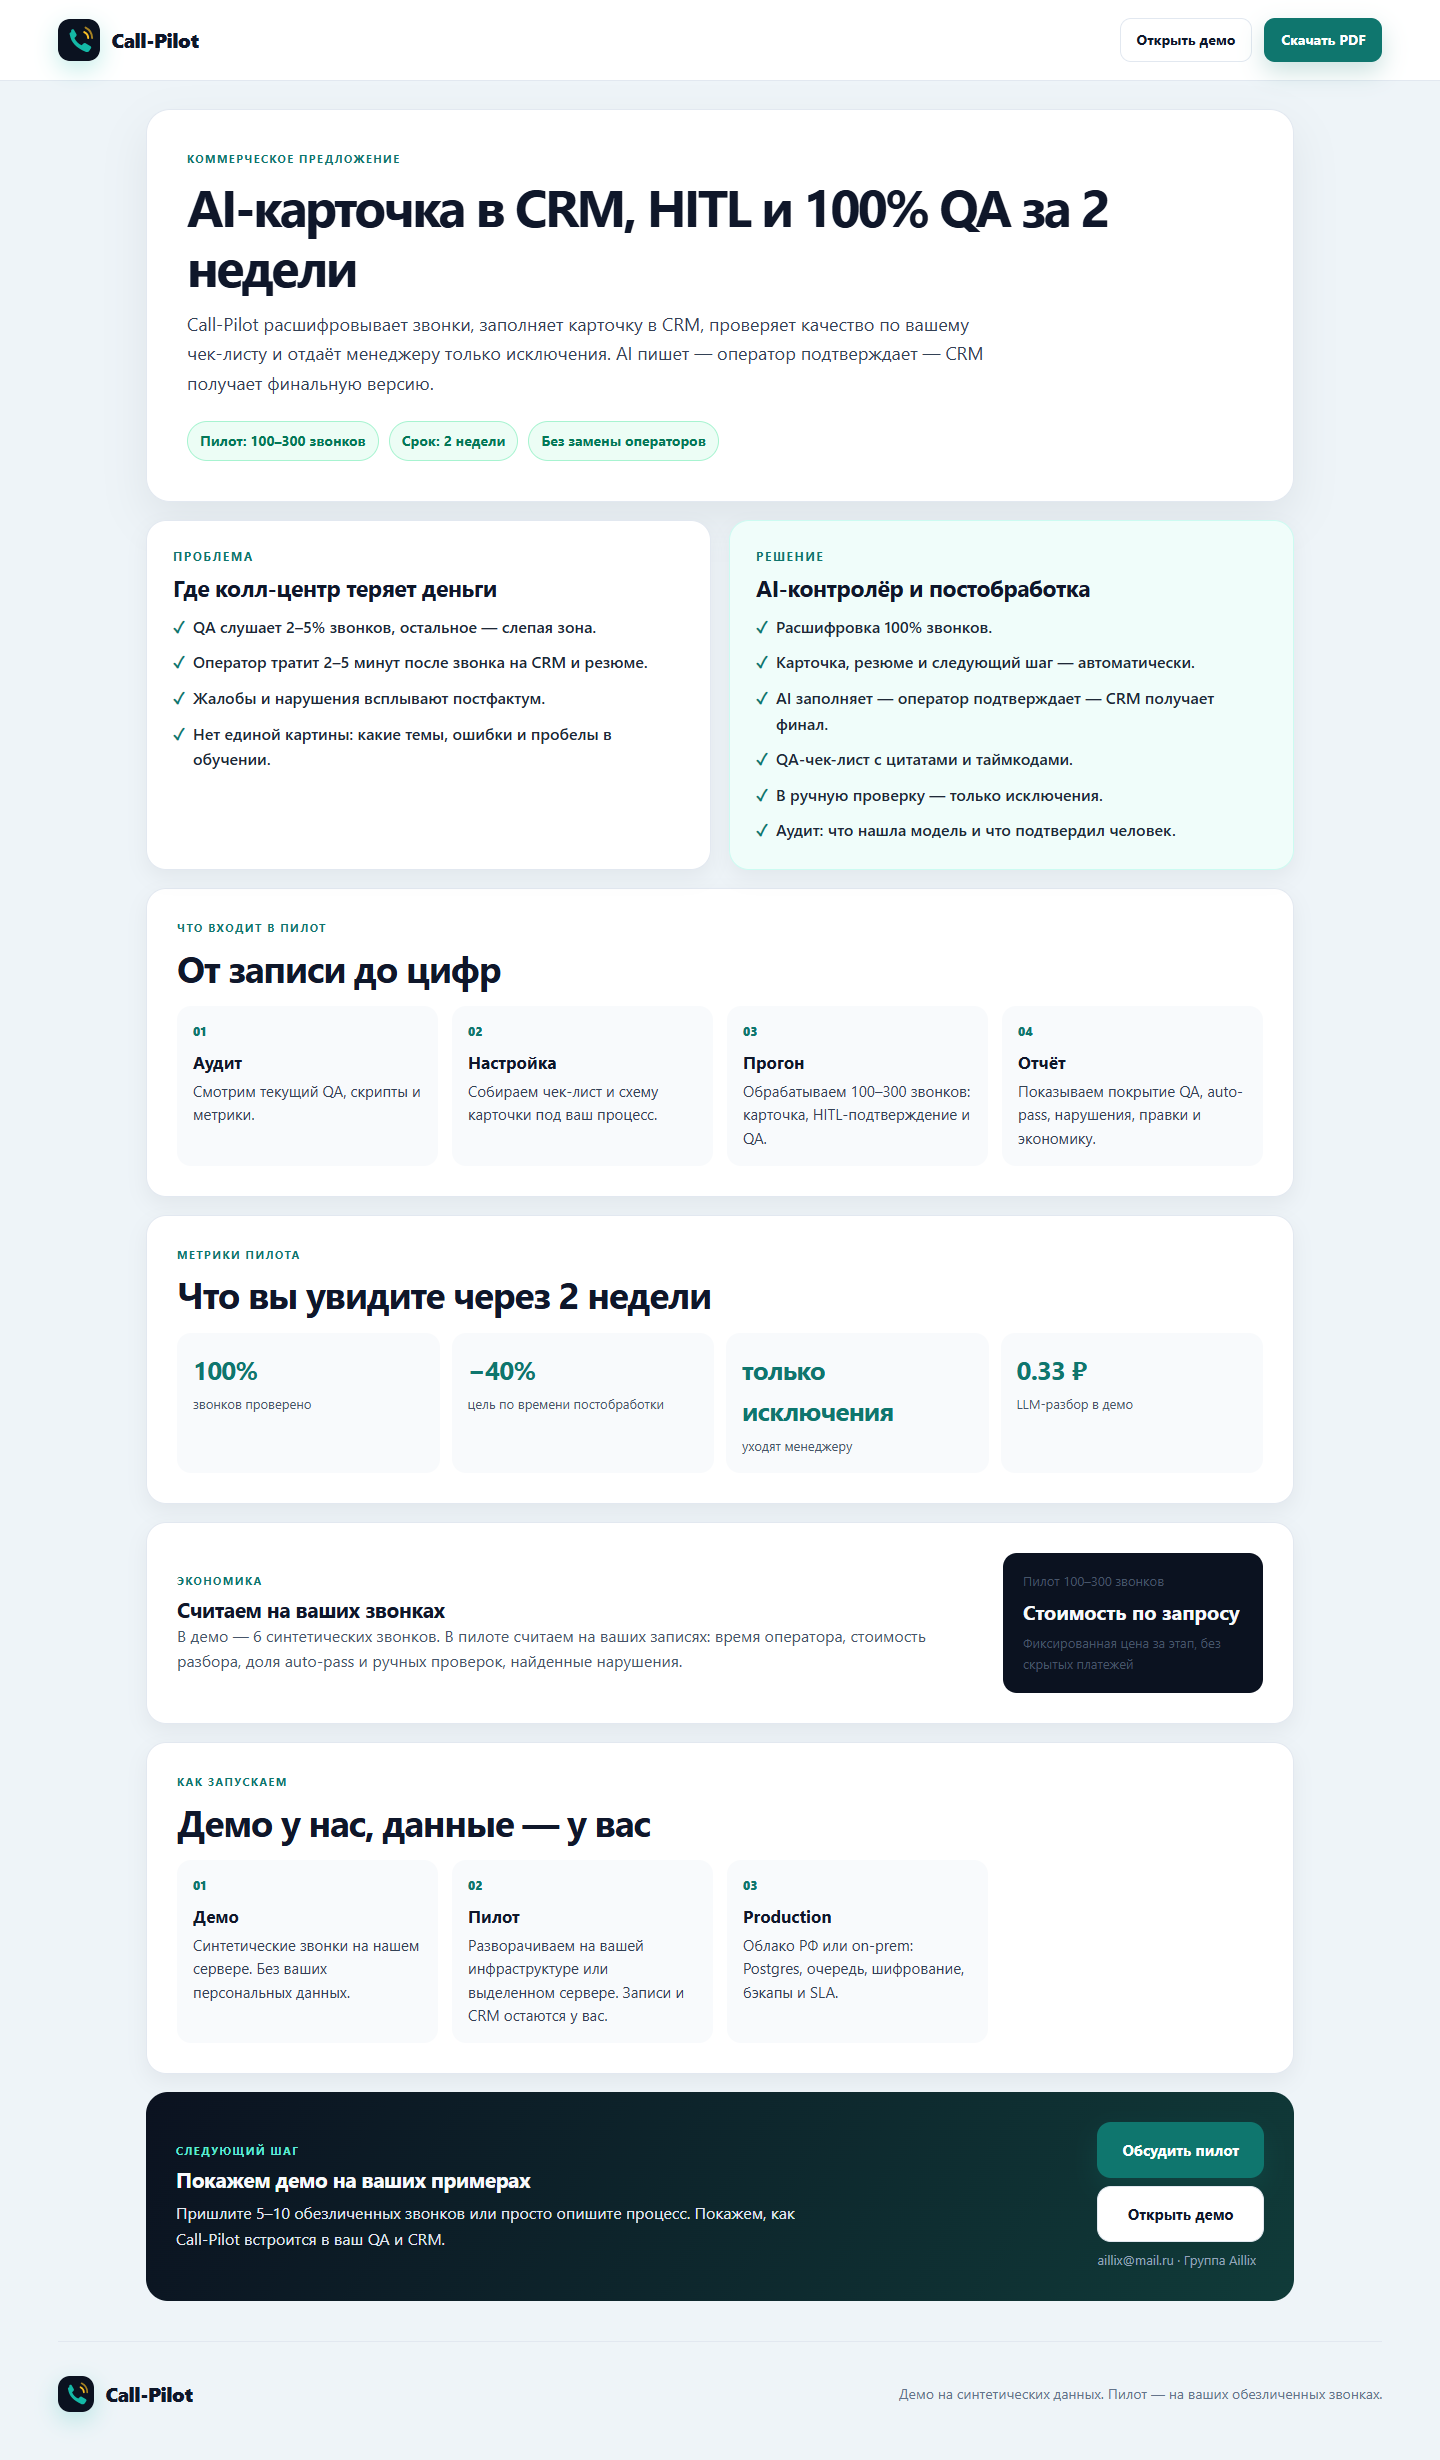 Call-Pilot
Открыть демо
Скачать PDF
КОММЕРЧЕСКОЕ ПРЕДЛОЖЕНИЕ
AI-карточка в CRM, HITL и 100% QA за 2
недели
Call-Pilot расшифровывает звонки, заполняет карточку в CRM, проверяет качество по вашему
чек-листу и отдаёт менеджеру только исключения. AI пишет — оператор подтверждает — CRM
получает финальную версию.
Пилот: 100–300 звонков
Срок: 2 недели
Без замены операторов
ПРОБЛЕМА
Где колл-центр теряет деньги
✓ QA слушает 2–5% звонков, остальное — слепая зона.
✓ Оператор тратит 2–5 минут после звонка на CRM и резюме.
✓ Жалобы и нарушения всплывают постфактум.
✓ Нет единой картины: какие темы, ошибки и пробелы в
обучении.
РЕШЕНИЕ
AI-контролёр и постобработка
✓ Расшифровка 100% звонков.
✓ Карточка, резюме и следующий шаг — автоматически.
✓ AI заполняет — оператор подтверждает — CRM получает
финал.
✓ QA-чек-лист с цитатами и таймкодами.
✓ В ручную проверку — только исключения.
✓ Аудит: что нашла модель и что подтвердил человек.
ЧТО ВХОДИТ В ПИЛОТ
От записи до цифр
01
Аудит
Смотрим текущий QA, скрипты и
метрики.
02
Настройка
Собираем чек-лист и схему
карточки под ваш процесс.
03
Прогон
Обрабатываем 100–300 звонков:
карточка, HITL-подтверждение и
QA.
04
Отчёт
Показываем покрытие QA, auto-
pass, нарушения, правки и
экономику.
МЕТРИКИ ПИЛОТА
Что вы увидите через 2 недели
100%
звонков проверено
−40%
цель по времени постобработки
только
исключения
уходят менеджеру
0.33 ₽
LLM-разбор в демо
ЭКОНОМИКА
Считаем на ваших звонках
В демо — 6 синтетических звонков. В пилоте считаем на ваших записях: время оператора, стоимость
разбора, доля auto-pass и ручных проверок, найденные нарушения.
Пилот 100–300 звонков
Стоимость по запросу
Фиксированная цена за этап, без
скрытых платежей
КАК ЗАПУСКАЕМ
Демо у нас, данные — у вас
01
Демо
Синтетические звонки на нашем
сервере. Без ваших
персональных данных.
02
Пилот
Разворачиваем на вашей
инфраструктуре или
выделенном сервере. Записи и
CRM остаются у вас.
03
Production
Облако РФ или on-prem:
Postgres, очередь, шифрование,
бэкапы и SLA.
СЛЕДУЮЩИЙ ШАГ
Покажем демо на ваших примерах
Пришлите 5–10 обезличенных звонков или просто опишите процесс. Покажем, как
Call-Pilot встроится в ваш QA и CRM.
Обсудить пилот
Открыть демо
aillix@mail.ru · Группа Aillix
Call-Pilot
Демо на синтетических данных. Пилот — на ваших обезличенных звонках.